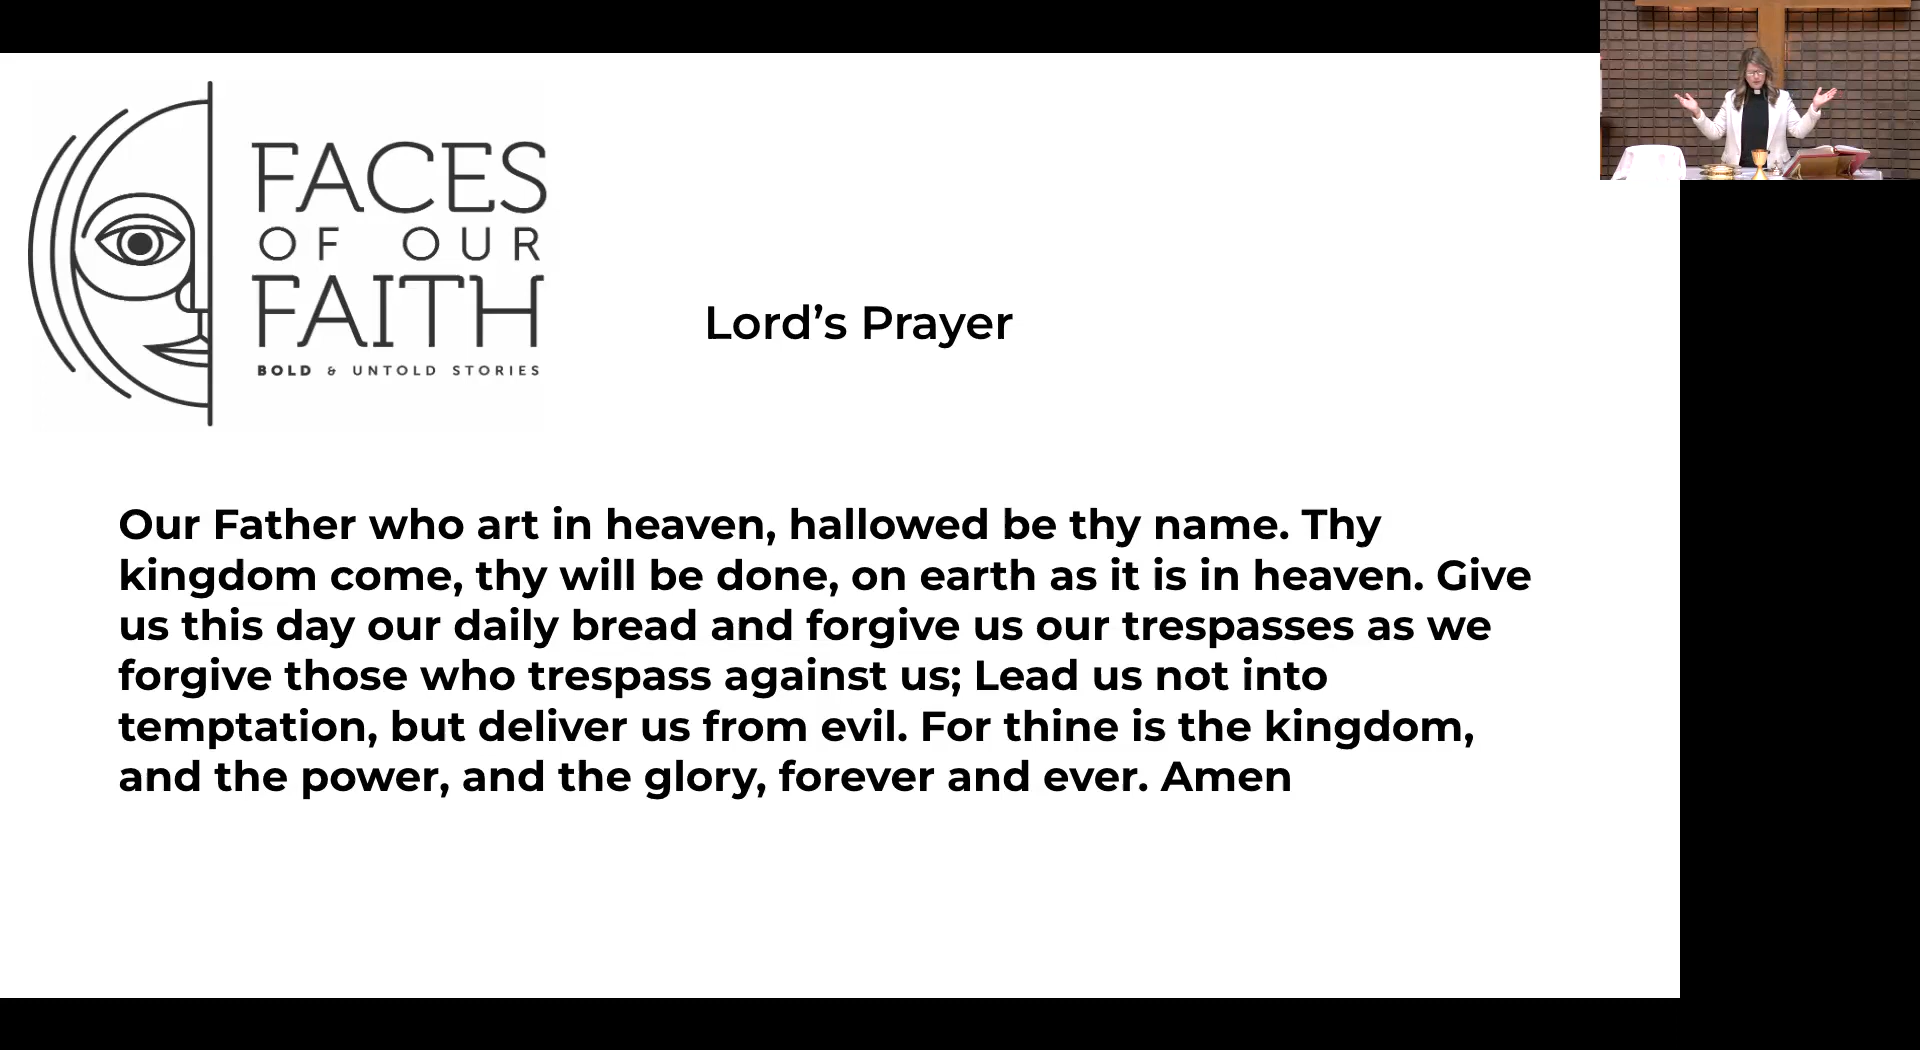 FACES
OF OUR
FAITH
BOLD & UNTOLD STORIES
Lord’s Prayer
Our Father who art in heaven, hallowed be thy name. Thy
kingdom come, thy will be done, on earth as it is in heaven. Give
us this day our daily bread and forgive us our trespasses as we
forgive those who trespass against us; Lead us not into
temptation, but deliver us from evil. For thine is the kingdom,
and the power, and the glory, forever and ever. Amen